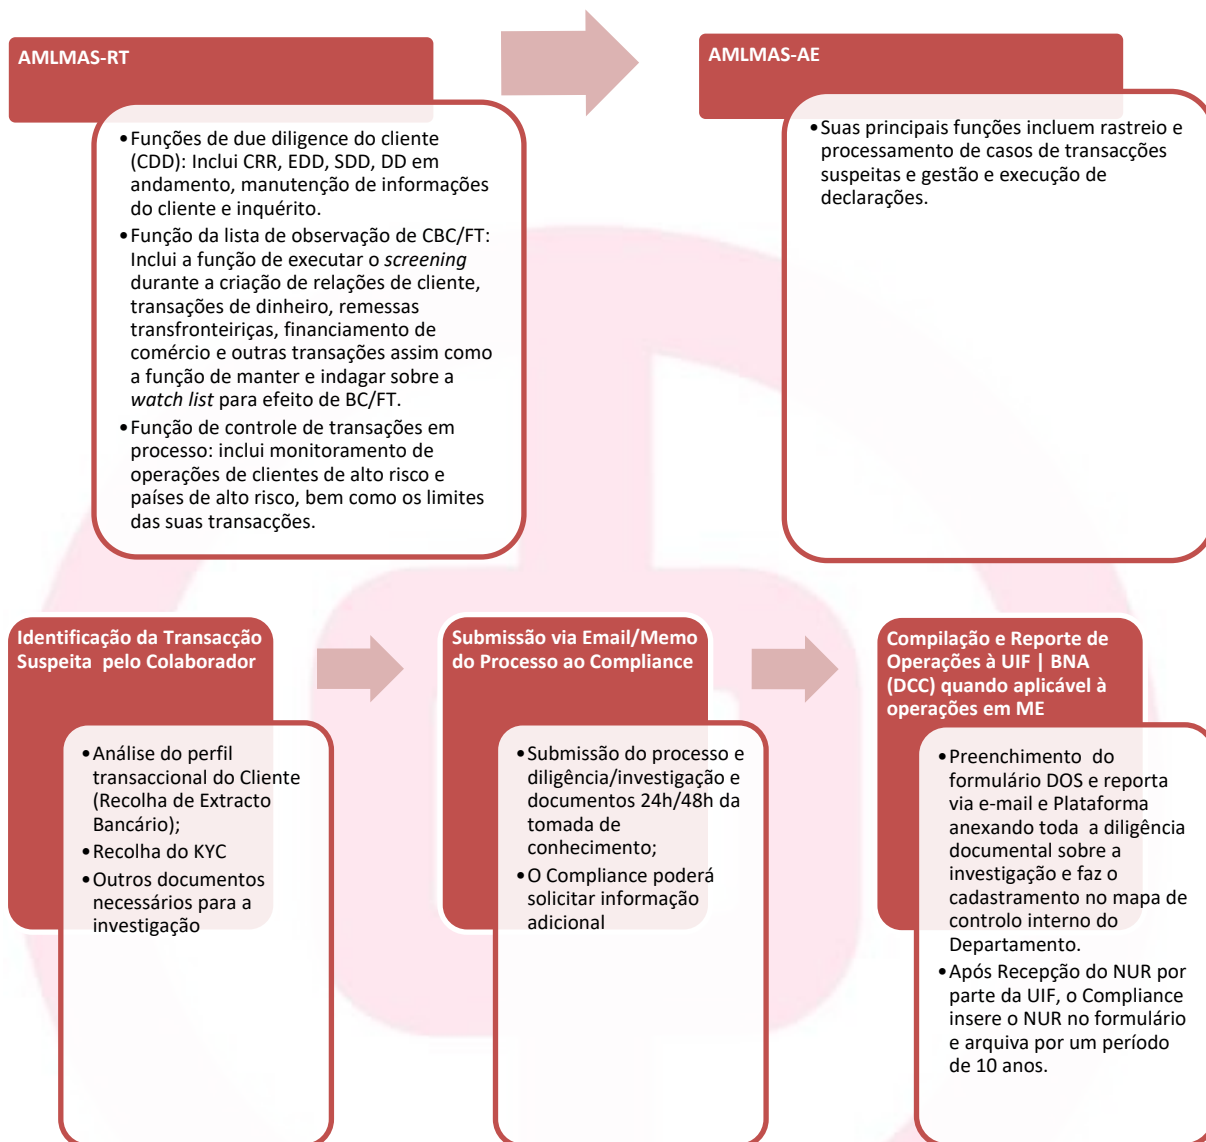 AMLMAS-RT
•Funções de due diligence do cliente
(CDD): Inclui CRR, EDD, SDD, DD em
andamento, manutenção de informações
do cliente e inquérito.
•Função da lista de observação de CBC/FT:
Inclui a função de executar o screening
durante a criação de relações de cliente,
transações de dinheiro, remessas
transfronteiriças, financiamento de
comércio e outras transações assim como
a função de manter e indagar sobre a
watch list para efeito de BC/FT.
•Função de controle de transações em
processo: inclui monitoramento de
operações de clientes de alto risco e
países de alto risco, bem como os limites
das suas transacções.
AMLMAS-AE
•Suas principais funções incluem rastreio e
processamento de casos de transacções
suspeitas e gestão e execução de
declarações.
Identificação da Transacção
Suspeita pelo Colaborador
•Análise do perfil
transaccional do Cliente
(Recolha de Extracto
Bancário);
•Recolha do KYC
•Outros documentos
necessários para a
investigação
Submissão via Email/Memo
do Processo ao Compliance
•Submissão do processo e
diligência/investigação e
documentos 24h/48h da
tomada de
conhecimento;
•O Compliance poderá
solicitar informação
adicional
Compilação e Reporte de
Operações à UIF | BNA
(DCC) quando aplicável à
operações em ME
•Preenchimento do
formulário DOS e reporta
via e-mail e Plataforma
anexando toda a diligência
documental sobre a
investigação e faz o
cadastramento no mapa de
controlo interno do
Departamento.
•Após Recepção do NUR por
parte da UIF, o Compliance
insere o NUR no formulário
e arquiva por um período
de 10 anos.